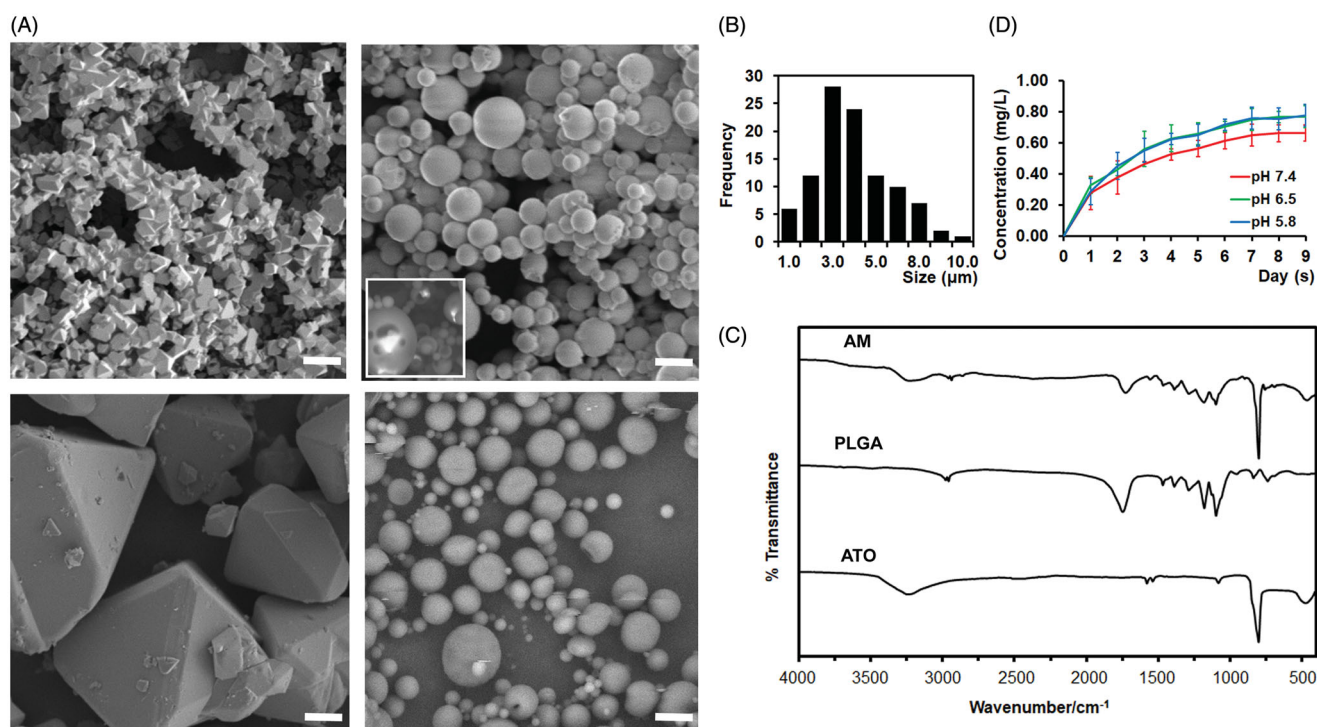 (A)
(B)
30
25
20
15
10
5
0
Frequency
1.0 3.0 5.0 8.0 10.0
Size (µm)
(D)
1.00
0.80
0.60
0.40
0.20
0.00
Concentration (mg/L)
pH 7.4
pH 6.5
pH 5.8
0 1 2 3 4 5 6 7 8 9
Day (s)
(C)
AM
PLGA
ATO
% Transmittance
4000 3500 3000 2500 2000 1500 1000 500
Wavenumber/cm⁻¹